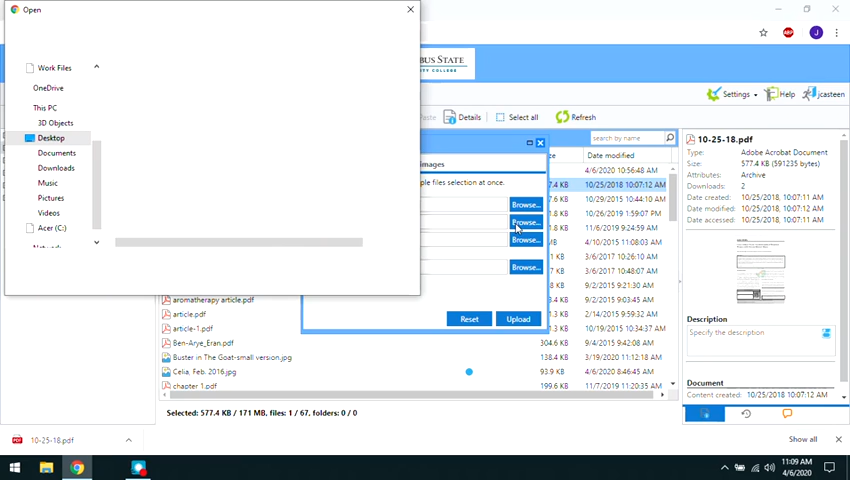 Open
J
Work Files
OneDrive
This PC
3D Objects
Desktop
Documents
Downloads
Music
Pictures
Videos
Acer (C:)
BUS STATE
ITY COLLEGE
Settings
Help
jcasteen
Paste
Details
Select all
Refresh
search by name
Images
ple files selection at once.
Browse...
Browse...
Browse...
Browse...
Reset
Upload
ze
Date modified
4/6/2020 10:56:48 AM
7.4 KB 10/25/2018 10:07:12 AM
7.6 KB 10/29/2015 10:44:10 AM
1.8 KB 10/26/2019 1:59:07 PM
1.8 KB 11/6/2019 9:24:59 AM
MB 4/10/2015 11:08:03 AM
KB 3/6/2017 10:26:10 AM
KB 3/6/2017 10:48:07 AM
KB 9/2/2015 9:21:30 AM
aromatherapy article.pdf 8.4 KB 9/2/2015 9:03:45 AM
article.pdf 2/14/2015 9:59:32 AM
article-1.pdf KB 10/19/2015 10:34:37 AM
Ben-Arye_Eran.pdf 304.6 KB 9/4/2015 9:42:08 AM
Buster in The Goat-small version.jpg 138.4 KB 3/19/2020 11:12:18 AM
Celia, Feb. 2016.jpg 93.9 KB 4/6/2020 8:46:45 AM
chapter 1.pdf 199.6 KB 11/7/2019 11:20:35 AM
Selected: 577.4 KB / 171 MB, files: 1 / 67, folders: 0 / 0
10-25-18.pdf
Type: Adobe Acrobat Document
Size: 577.4 KB (591235 bytes)
Attributes: Archive
Downloads: 2
Date created: 10/25/2018 10:07:11 AM
Date modified: 10/25/2018 10:07:12 AM
Date accessed: 10/25/2018 10:07:11 AM
Description
Specify the description
Document
Content created: 10/25/2018 10:07:12 AM
10-25-18.pdf
Show all
11:09 AM
4/6/2020